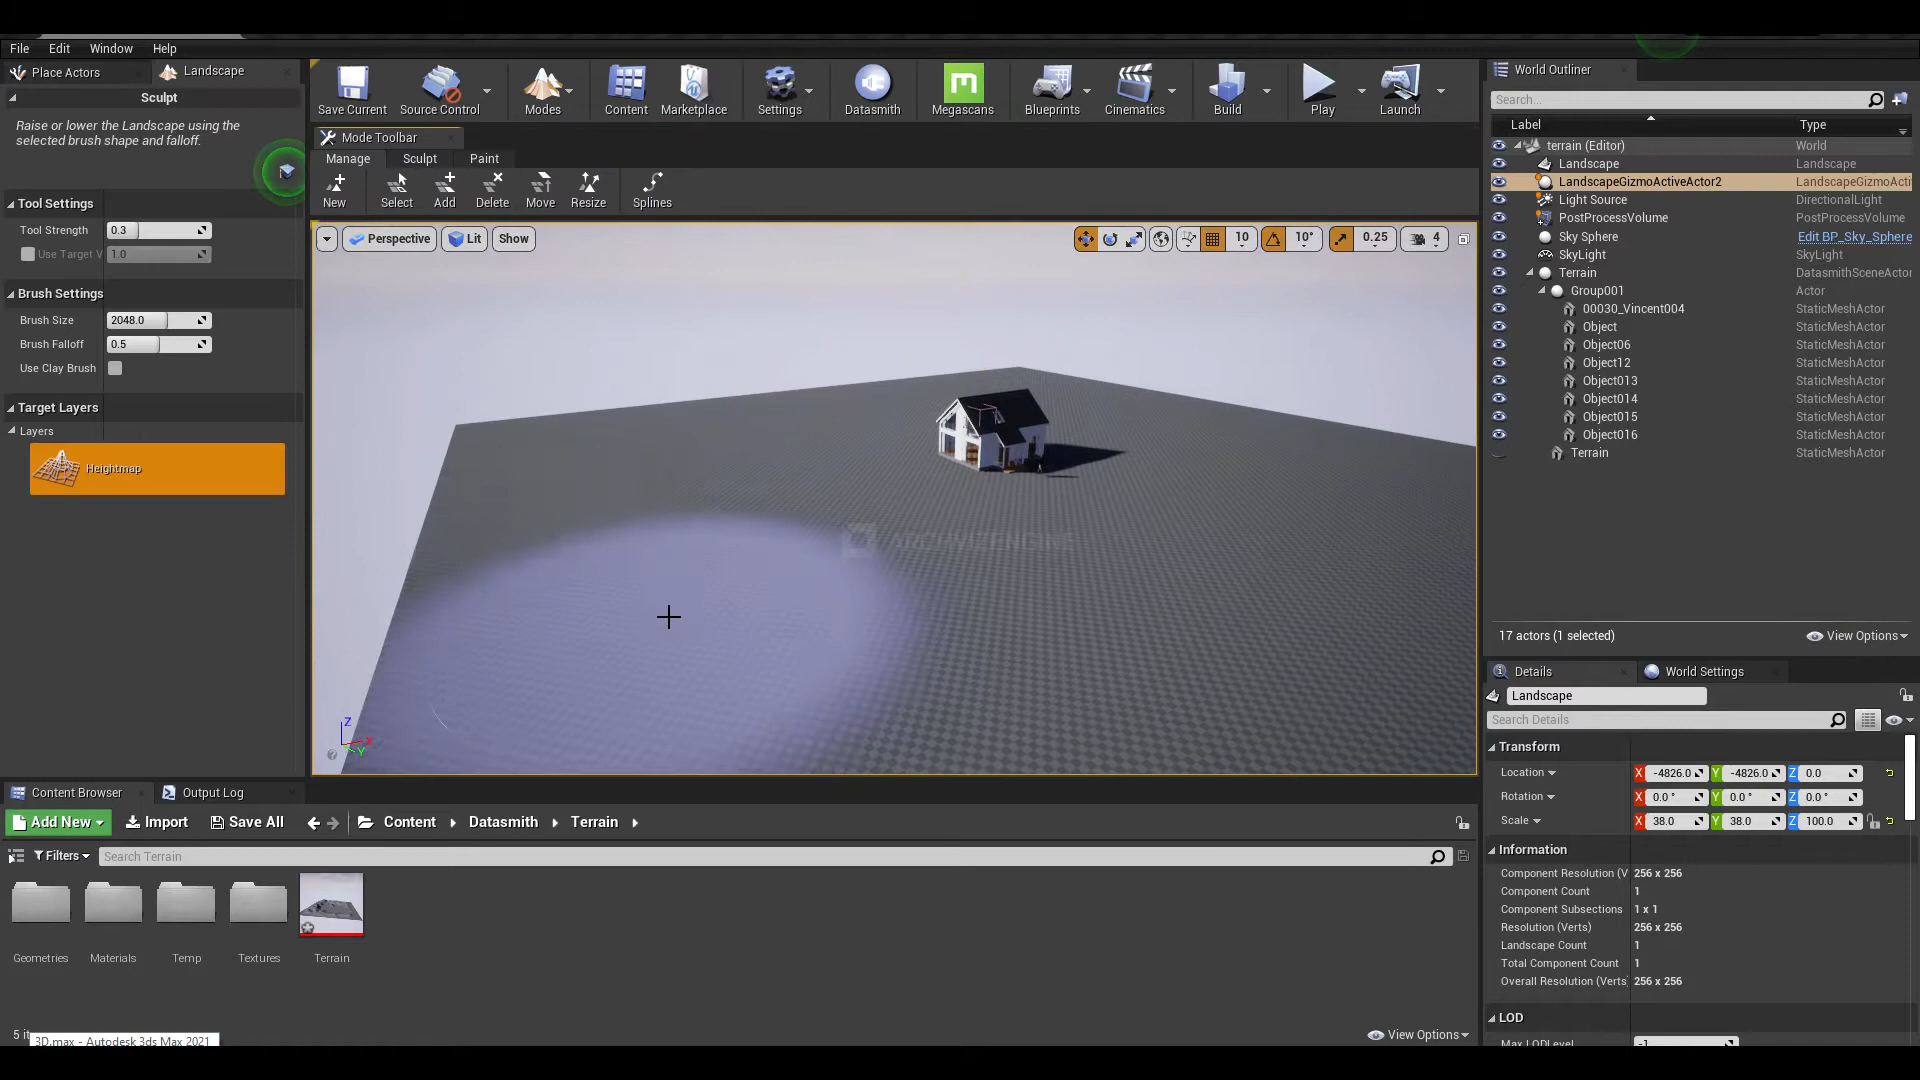 File Edit Window Help
Place Actors Landscape
Sculpt
Raise or lower the Landscape using the
selected brush shape and falloff.
Tool Settings
Tool Strength 0.3
Use Target V 1.0
Brush Settings
Brush Size 2048.0
Brush Falloff 0.5
Use Clay Brush
Target Layers
Layers
Heightmap
Save Current Source Control Modes Content Marketplace Settings Datasmith Megascans Blueprints Cinematics Build Play Launch
Mode Toolbar
Manage Sculpt Paint
New Select Add Delete Move Resize Splines
Perspective Lit Show 10 10° 0.25 4
ARCHVIZENGINE
Z
X
Y
World Outliner
Search...
Label Type
terrain (Editor) World
Landscape Landscape
LandscapeGizmoActiveActor2 LandscapeGizmoActi
Light Source DirectionalLight
PostProcessVolume PostProcessVolume
Sky Sphere Edit BP_Sky_Sphere
SkyLight SkyLight
Terrain DatasmithSceneActor
Group001 Actor
00030_Vincent004 StaticMeshActor
Object StaticMeshActor
Object06 StaticMeshActor
Object12 StaticMeshActor
Object013 StaticMeshActor
Object014 StaticMeshActor
Object015 StaticMeshActor
Object016 StaticMeshActor
Terrain StaticMeshActor
17 actors (1 selected) View Options
Details World Settings
Landscape
Search Details
Transform
Location X -4826.0 Y -4826.0 Z 0.0
Rotation X 0.0 ° Y 0.0 ° Z 0.0 °
Scale X 38.0 Y 38.0 Z 100.0
Information
Component Resolution (V 256 x 256
Component Count 1
Component Subsections 1 x 1
Resolution (Verts) 256 x 256
Landscape Count 1
Total Component Count 1
Overall Resolution (Verts) 256 x 256
LOD
Max LODLevel -1
Content Browser Output Log
Add New Import Save All Content Datasmith Terrain
Filters Search Terrain
Geometries Materials Temp Textures Terrain
5 it View Options
3D.max - Autodesk 3ds Max 2021